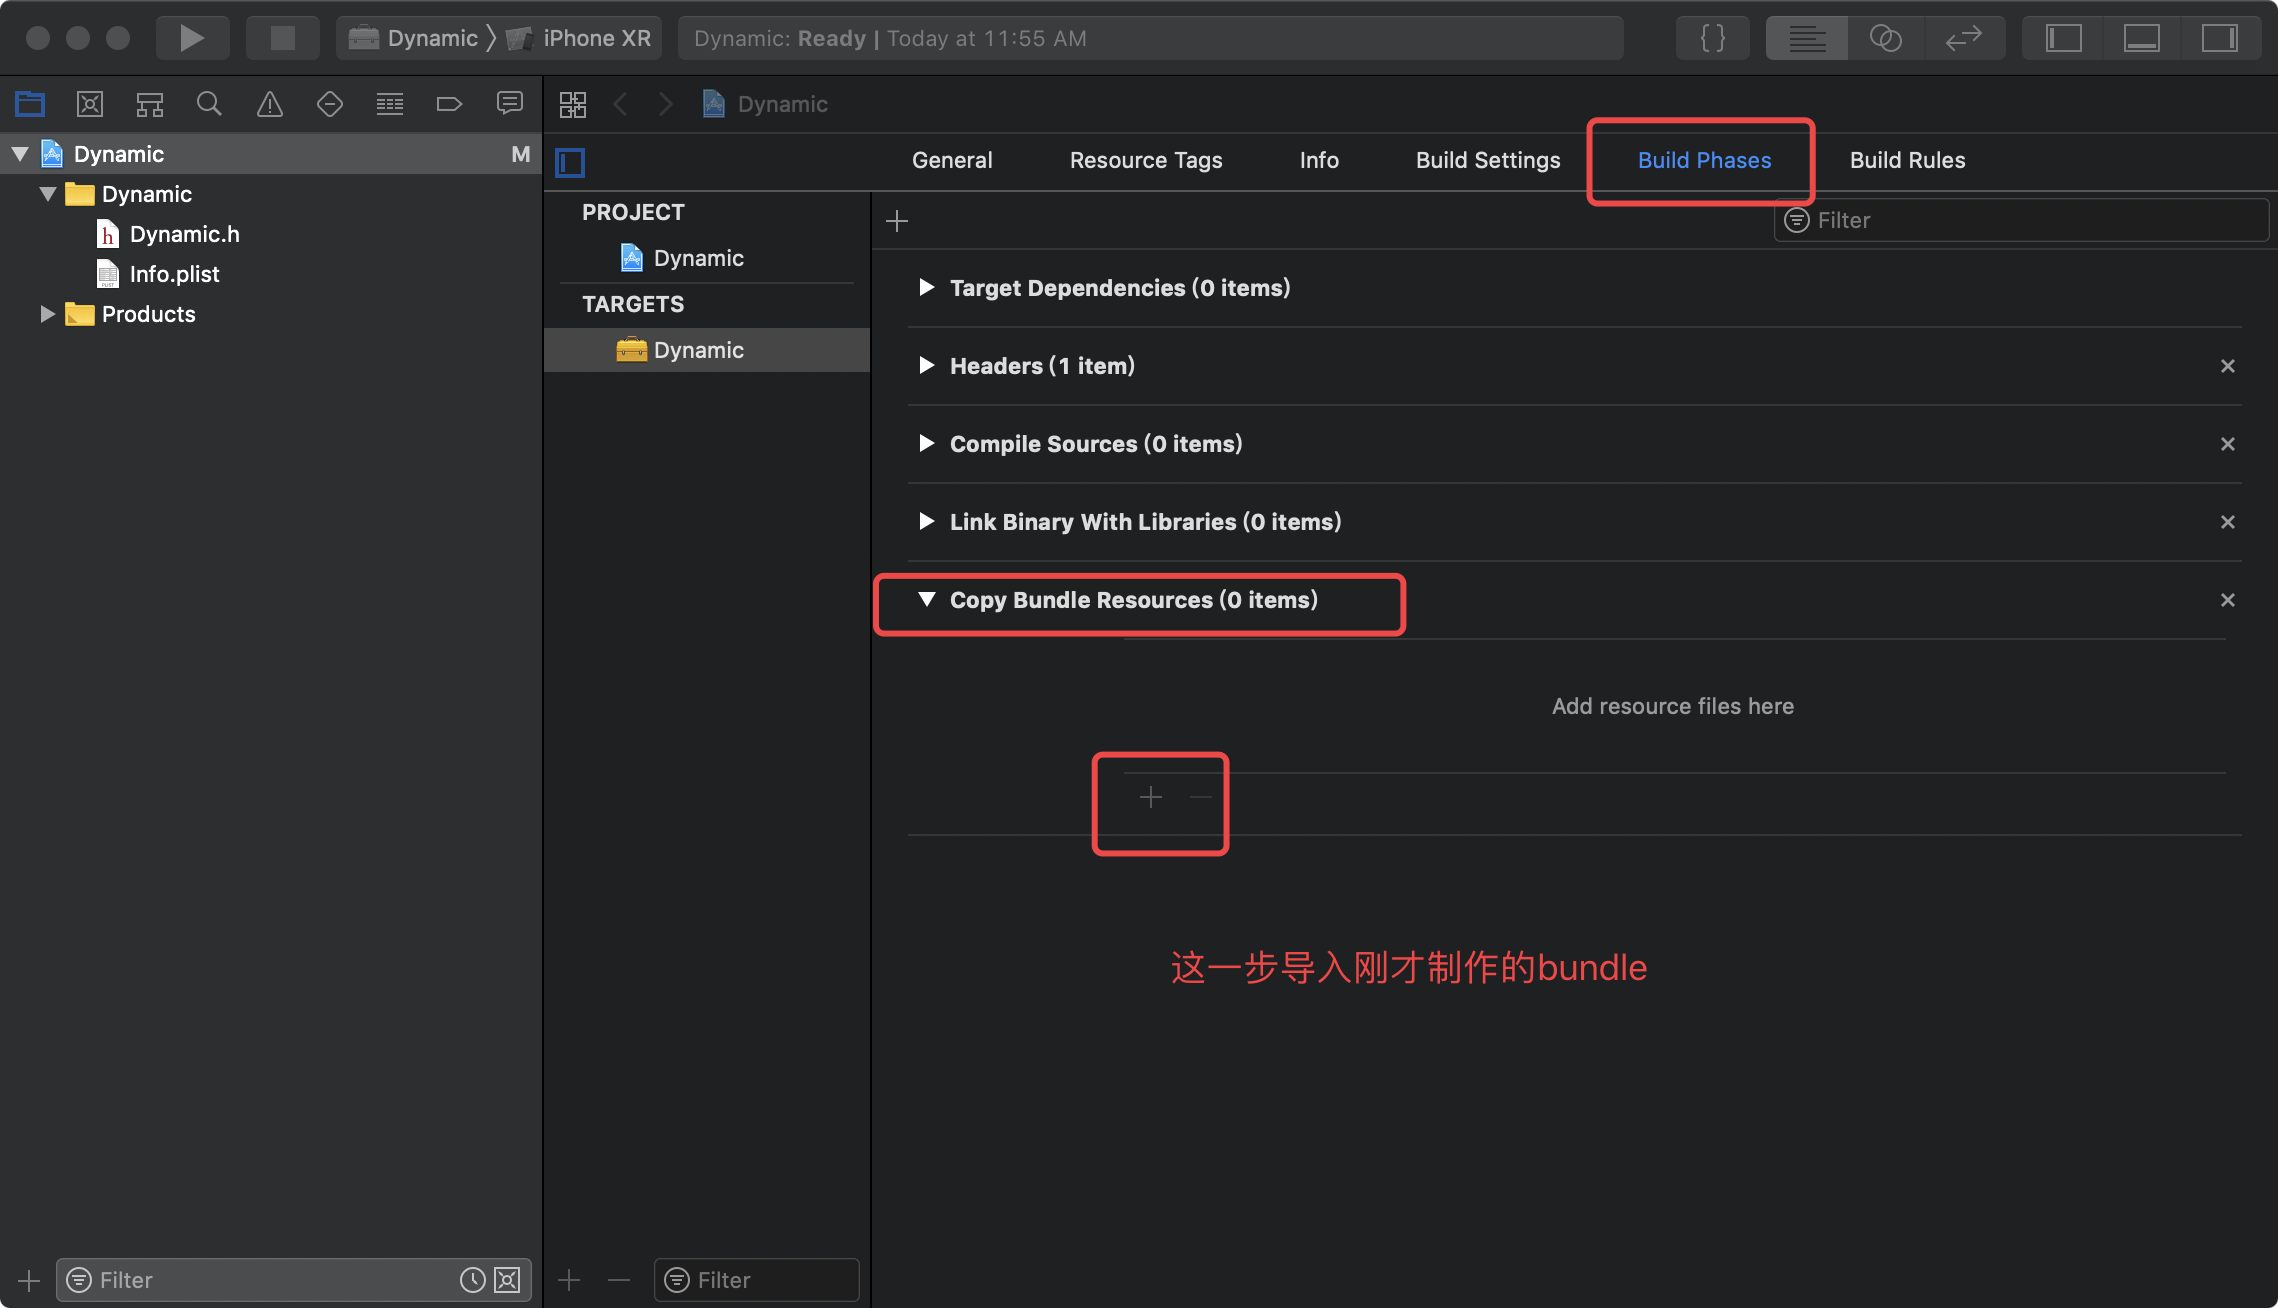 Dynamic 〉 iPhone XR
Dynamic: Ready | Today at 11:55 AM
{ }
Dynamic M
Dynamic
h Dynamic.h
PLIST Info.plist
Products
Filter
Dynamic
General Resource Tags Info Build Settings Build Phases Build Rules
PROJECT
Dynamic
TARGETS
Dynamic
Filter
Filter
Target Dependencies (0 items)
Headers (1 item)
Compile Sources (0 items)
Link Binary With Libraries (0 items)
Copy Bundle Resources (0 items)
Add resource files here
这一步导入刚才制作的bundle